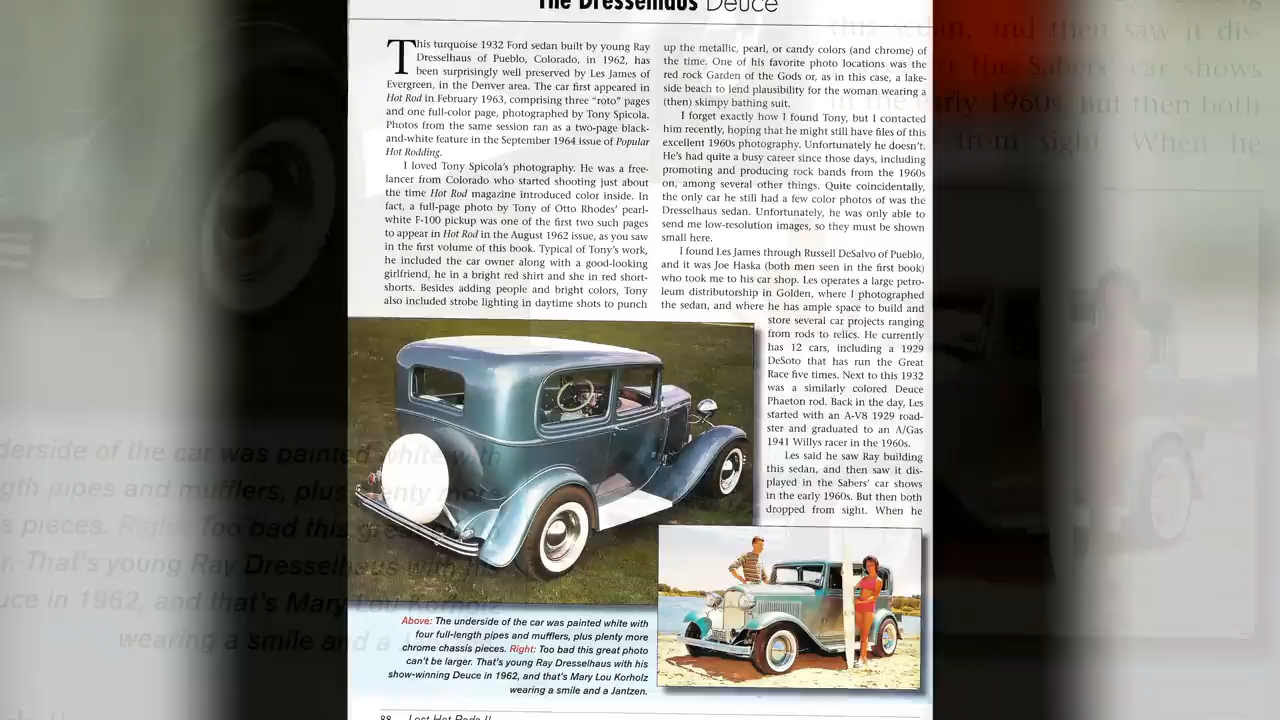 The Dresselhaus Deuce
This turquoise 1932 Ford sedan built by young Ray
Dresselhaus of Pueblo, Colorado, in 1962, has
been surprisingly well preserved by Les James of
Evergreen, in the Denver area. The car first appeared in
Hot Rod in February 1963, comprising three “roto” pages
and one full-color page, photographed by Tony Spicola.
Photos from the same session ran as a two-page black-
and-white feature in the September 1964 issue of Popular
Hot Rodding.
I loved Tony Spicola's photography. He was a free-
lancer from Colorado who started shooting just about
the time Hot Rod magazine introduced color inside. In
fact, a full-page photo by Tony of Otto Rhodes' pearl-
white F-100 pickup was one of the first two such pages
to appear in Hot Rod in the August 1962 issue, as you saw
in the first volume of this book. Typical of Tony's work,
he included the car owner along with a good-looking
girlfriend, he in a bright red shirt and she in red short-
shorts. Besides adding people and bright colors, Tony
also included strobe lighting in daytime shots to punch
up the metallic, pearl, or candy colors (and chrome) of
the time. One of his favorite photo locations was the
red rock Garden of the Gods or, as in this case, a lake-
side beach to lend plausibility for the woman wearing a
(then) skimpy bathing suit.
I forget exactly how I found Tony, but I contacted
him recently, hoping that he might still have files of this
excellent 1960s photography. Unfortunately he doesn't.
He's had quite a busy career since those days, including
promoting and producing rock bands from the 1960s
on, among several other things. Quite coincidentally,
the only car he still had a few color photos of was the
Dresselhaus sedan. Unfortunately, he was only able to
send me low-resolution images, so they must be shown
small here.
I found Les James through Russell DeSalvo of Pueblo,
and it was Joe Haska (both men seen in the first book)
who took me to his car shop. Les operates a large petro-
leum distributorship in Golden, where I photographed
the sedan, and where he has ample space to build and
store several car projects ranging
from rods to relics. He currently
has 12 cars, including a 1929
DeSoto that has run the Great
Race five times. Next to this 1932
was a similarly colored Deuce
Phaeton rod. Back in the day, Les
started with an A-V8 1929 road-
ster and graduated to an A/Gas
1941 Willys racer in the 1960s.
Les said he saw Ray building
this sedan, and then saw it dis-
played in the Sabers' car shows
in the early 1960s. But then both
dropped from sight. When he
Above: The underside of the car was painted white with
four full-length pipes and mufflers, plus plenty more
chrome chassis pieces. Right: Too bad this great photo
can't be larger. That's young Ray Dresselhaus with his
show-winning Deuce in 1962, and that's Mary Lou Korholz
wearing a smile and a Jantzen.
88 Lost Hot Rods II